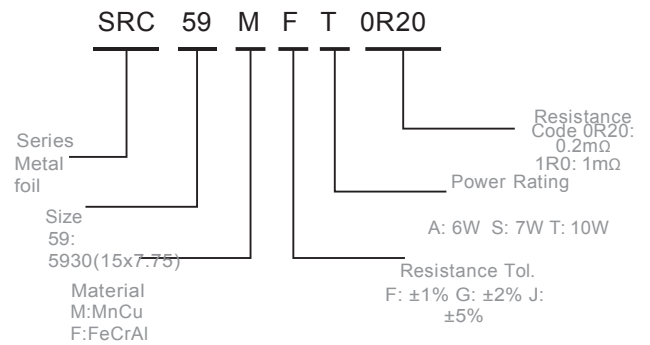 SRC 59 M F T 0R20
Series
Metal
foil
Size
59:
5930(15x7.75)
Material
M:MnCu
F:FeCrAl
Resistance
Code 0R20:
0.2mΩ
1R0: 1mΩ
Power Rating
A: 6W S: 7W T: 10W
Resistance Tol.
F: ±1% G: ±2% J:
±5%